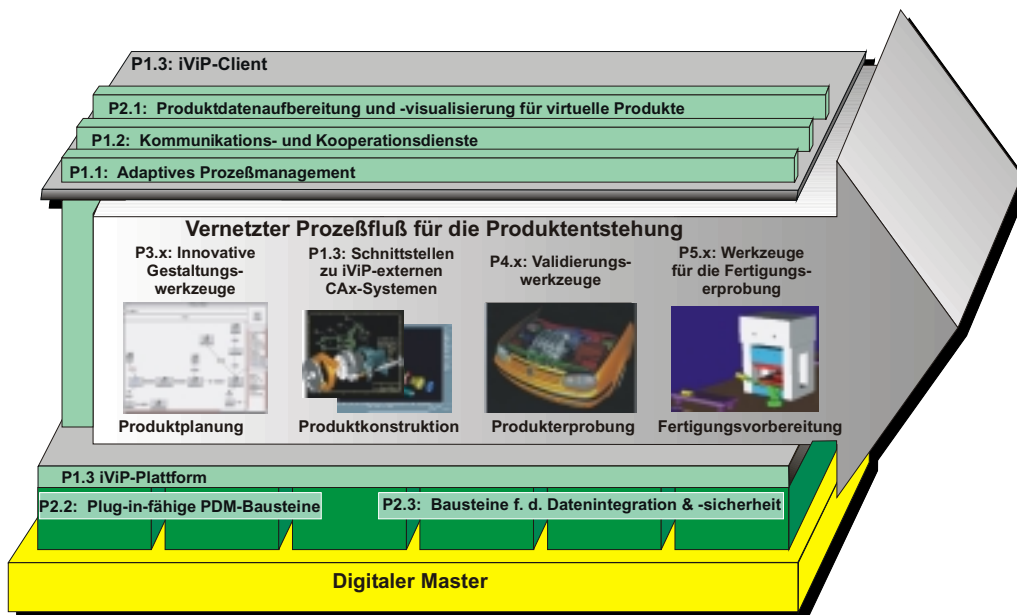 P1.3: iViP-Client
P2.1: Produktdatenaufbereitung und -visualisierung für virtuelle Produkte
P1.2: Kommunikations- und Kooperationsdienste
P1.1: Adaptives Prozeßmanagement
Vernetzter Prozeßfluß für die Produktentstehung
P3.x: Innovative
Gestaltungs-
werkzeuge
P1.3: Schnittstellen
zu iViP-externen
CAx-Systemen
P4.x: Validierungs-
werkzeuge
P5.x: Werkzeuge
für die Fertigungs-
erprobung
Produktplanung
Produktkonstruktion
Produkterprobung
Fertigungsvorbereitung
P1.3 iViP-Plattform
P2.2: Plug-in-fähige PDM-Bausteine
P2.3: Bausteine f. d. Datenintegration & -sicherheit
Digitaler Master